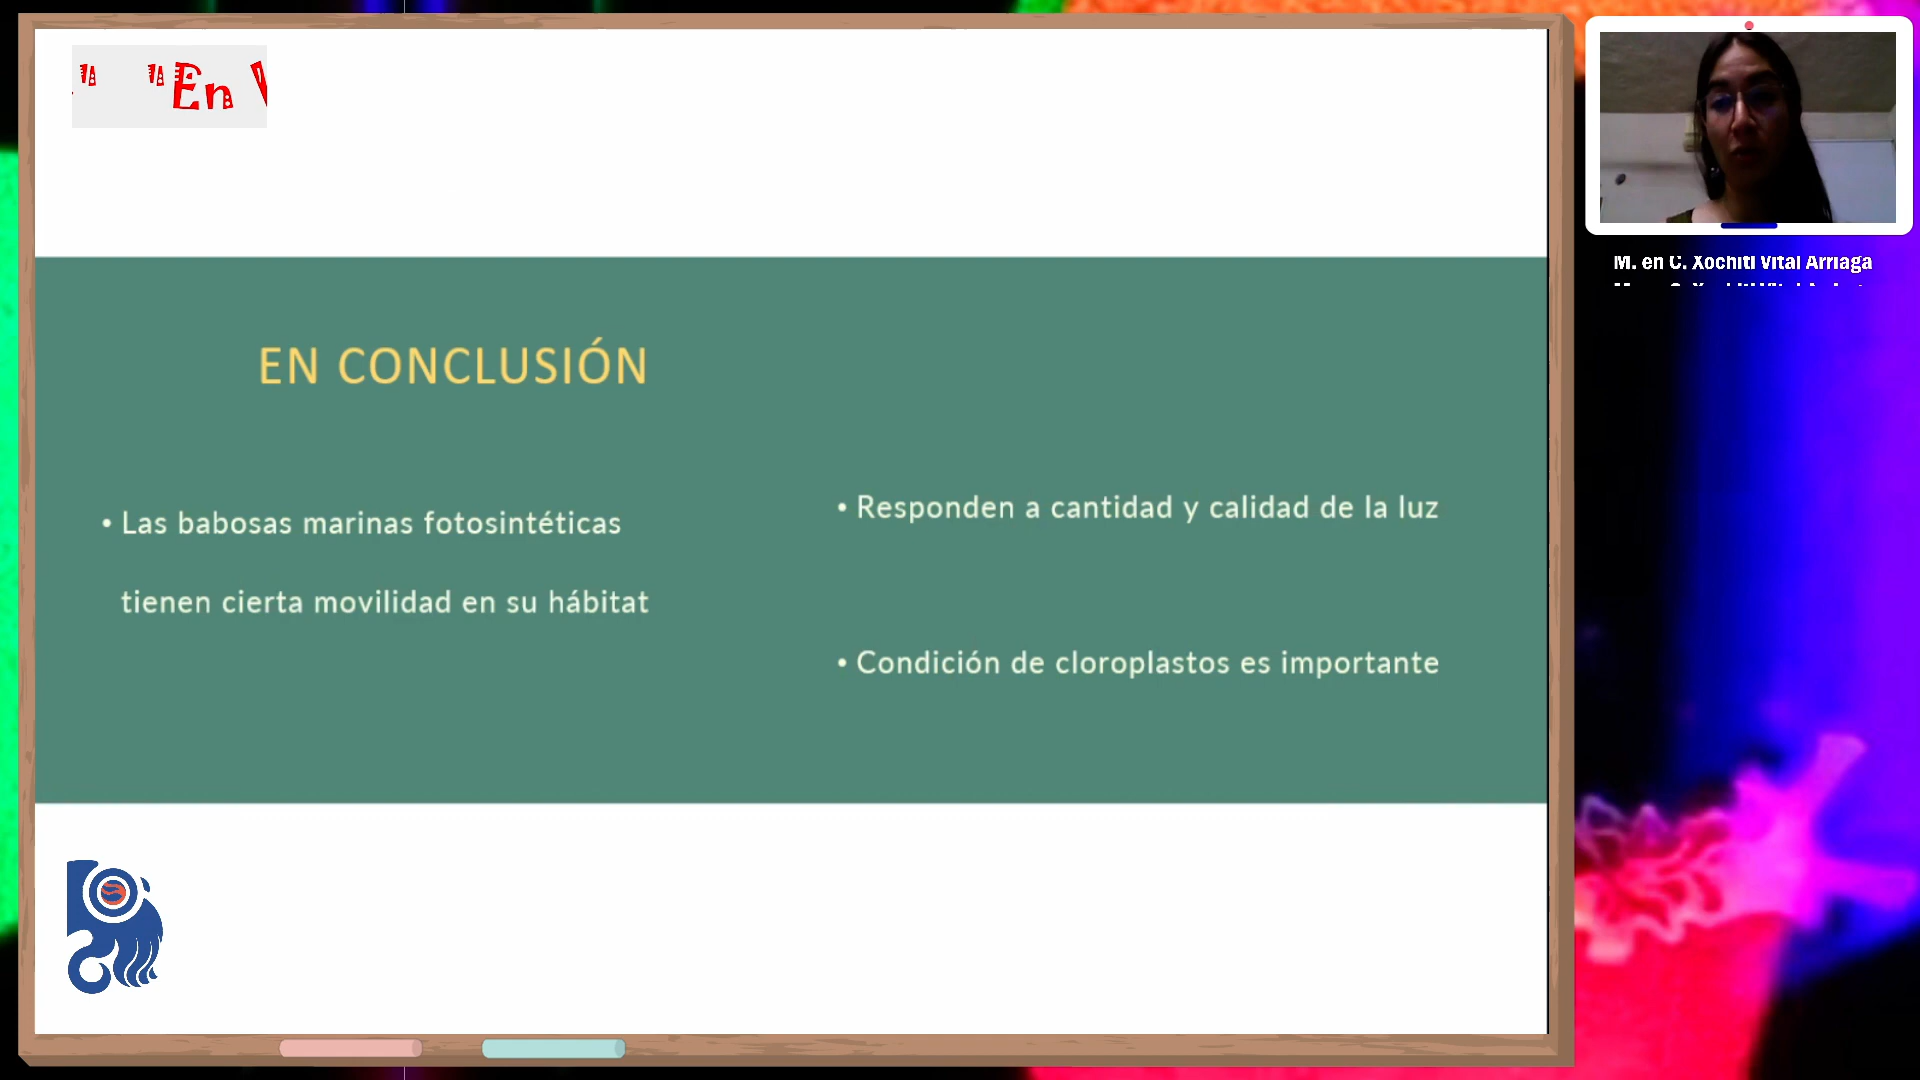 " "En
M. en C. Xochitl Vital Arriaga
EN CONCLUSIÓN
• Las babosas marinas fotosintéticas
tienen cierta movilidad en su hábitat
• Responden a cantidad y calidad de la luz
• Condición de cloroplastos es importante